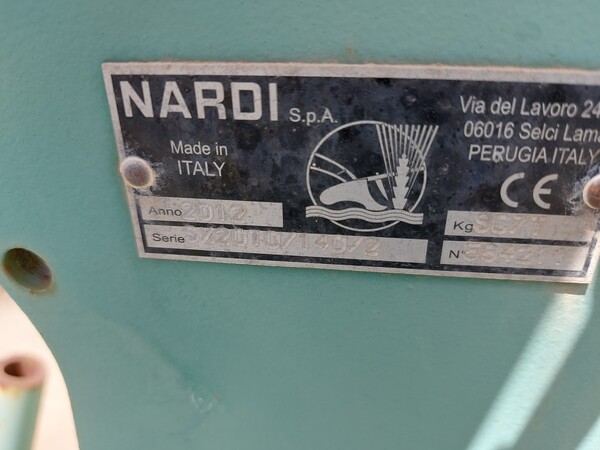 NARDI S.p.A.
Made in
ITALY
Via del Lavoro 24
06016 Selci Lama
PERUGIA ITALY
CE
Anno 2012
Kg
Serie
N°